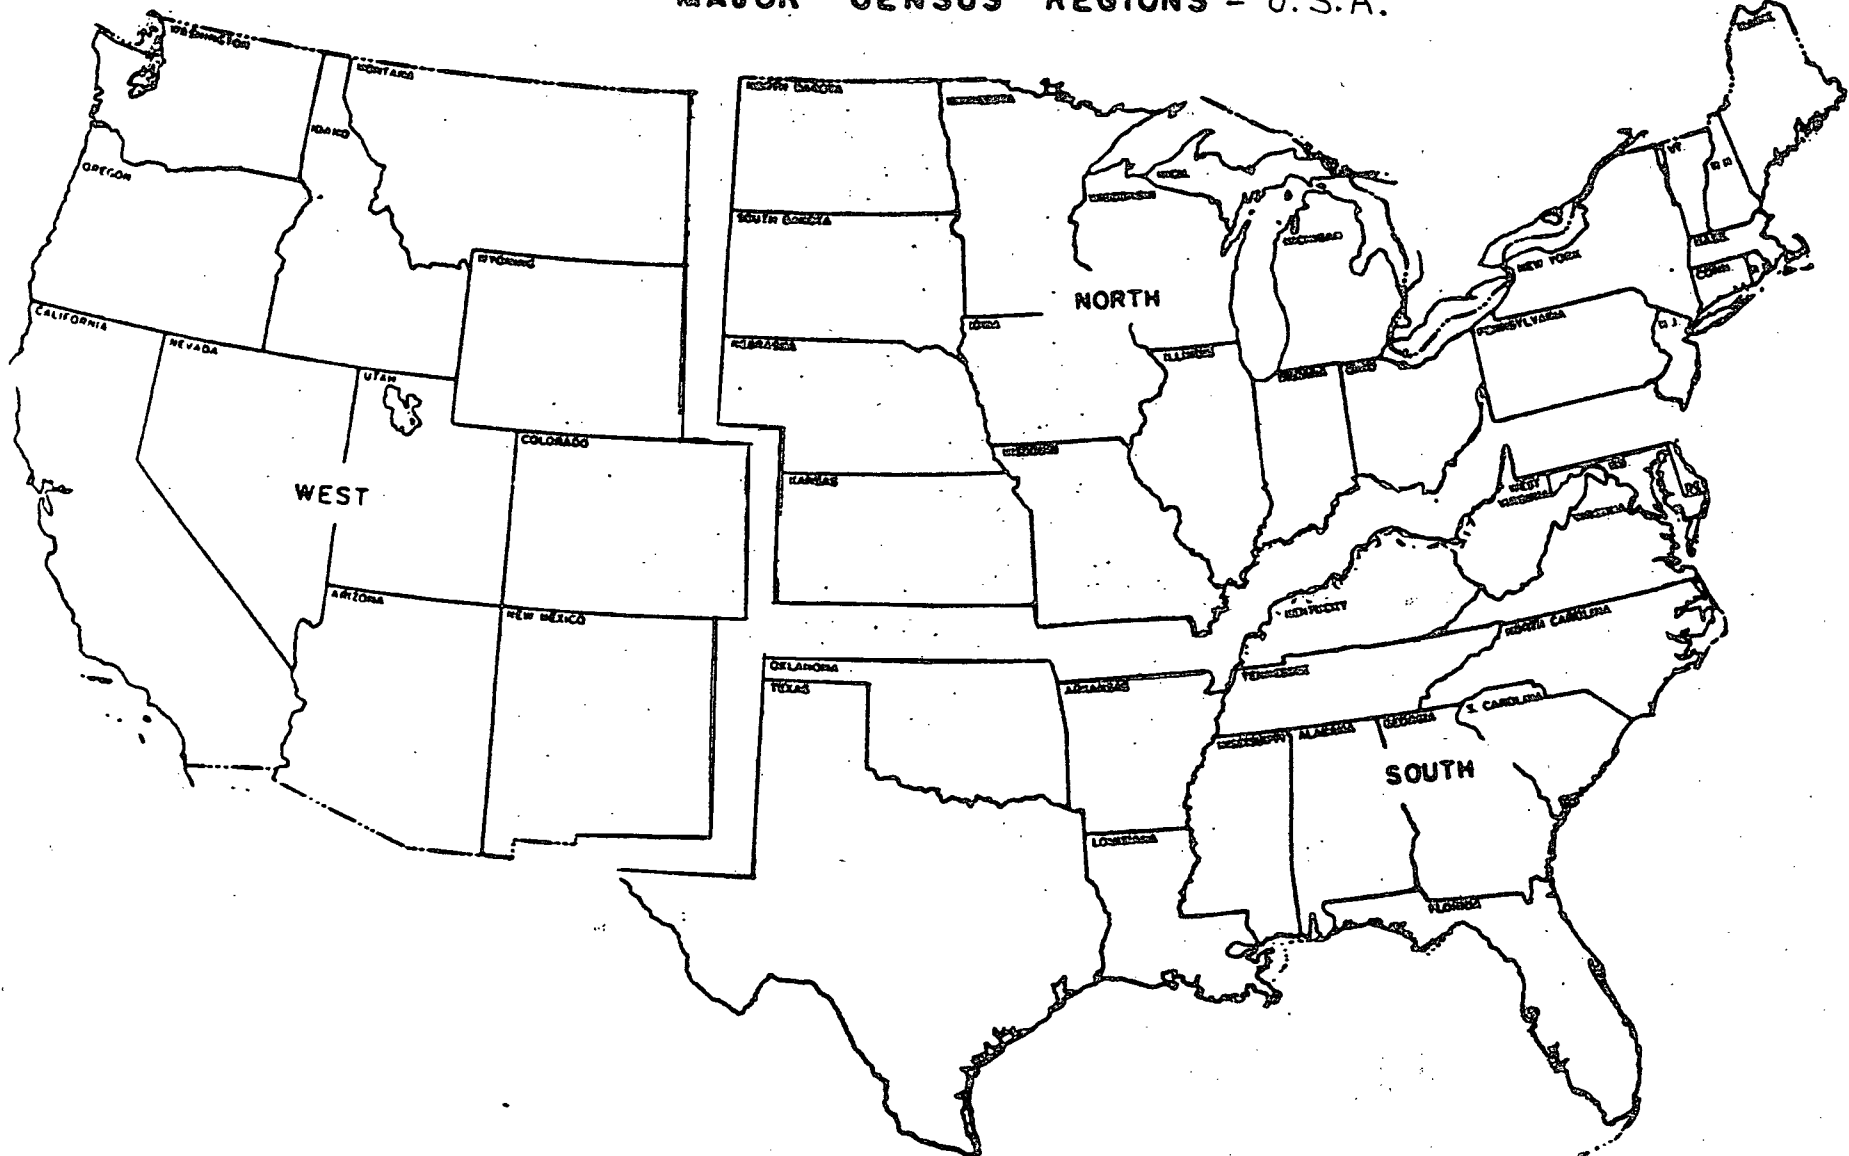 MAJOR CENSUS REGIONS - U.S.A.
WASHINGTON
MAINE
MONTANA
NORTH DAKOTA
MINNESOTA
IDAHO
VT.
N H
OREGON
MICH.
WISCONSIN
SOUTH DAKOTA
MICHIGAN
MASS
NEW YORK
CONN.
R I
NORTH
WYOMING
CALIFORNIA
NEVADA
IOWA
PENNSYLVANIA
N. J.
NEBRASKA
ILLINOIS
UTAH
INDIANA
OHIO
COLORADO
MISSOURI
WEST
KANSAS
WEST
VIRGINIA
VIRGINIA
ARIZONA
NEW MEXICO
KENTUCKY
NORTH CAROLINA
OKLAHOMA
TENNESSEE
TEXAS
ARKANSAS
S. CAROLINA
MISSISSIPPI
ALABAMA
GEORGIA
SOUTH
LOUISIANA
FLORIDA